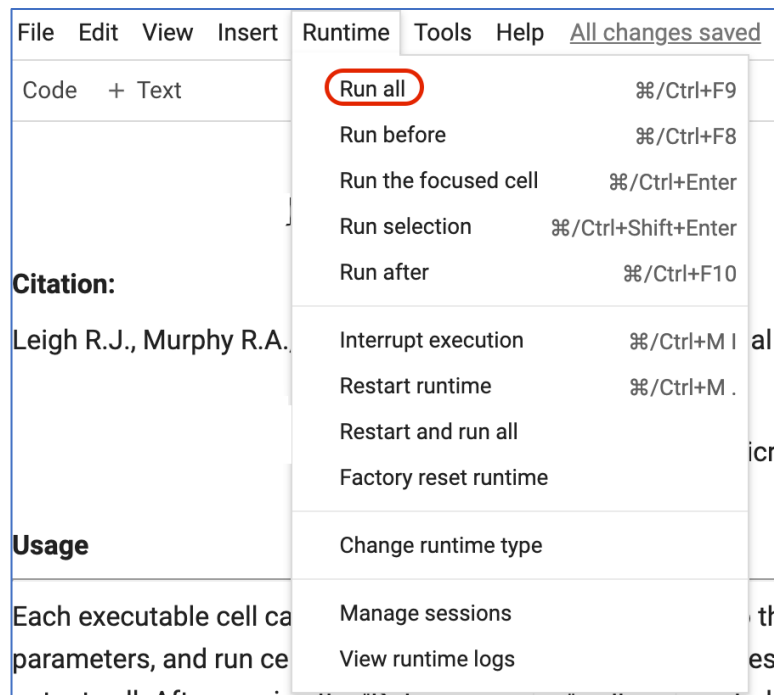 File Edit View Insert Runtime Tools Help All changes saved
Code + Text
Run all ⌘/Ctrl+F9
Run before ⌘/Ctrl+F8
Run the focused cell ⌘/Ctrl+Enter
Run selection ⌘/Ctrl+Shift+Enter
Run after ⌘/Ctrl+F10
Citation:
Leigh R.J., Murphy R.A.,
Interrupt execution ⌘/Ctrl+M I
Restart runtime ⌘/Ctrl+M .
Restart and run all
Factory reset runtime
Usage
Change runtime type
Each executable cell ca
Manage sessions
parameters, and run ce
View runtime logs